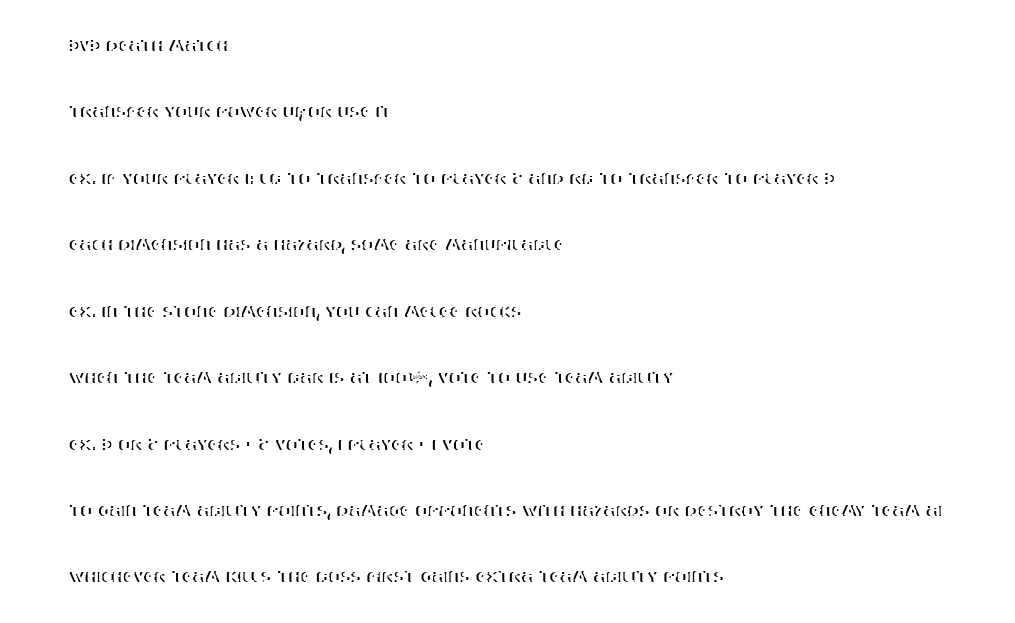 3V3 DEATH MATCH
TRANSFER YOUR POWER UP,OR USE IT
EX. IF YOUR PLAYER 1: LB TO TRANSFER TO PLAYER 2 AND RB TO TRANSFER TO PLAYER 3
EACH DIMENSION HAS A HAZARD, SOME ARE MANUPILABLE
EX. IN THE STONE DIMENSION, YOU CAN MELEE ROCKS
WHEN THE TEAM ABILITY BAR IS AT 100%, VOTE TO USE TEAM ABILITY
EX. 3 OR 2 PLAYERS = 2 VOTES, 1 PLAYER = 1 VOTE
TO GAIN TEAM ABILITY POINTS, DAMAGE OPPONENTS WITH HAZARDS OR DESTROY THE ENEMY TEAM AI
WHICHEVER TEAM KILLS THE BOSS FIRST GAINS EXTRA TEAM ABILITY POINTS